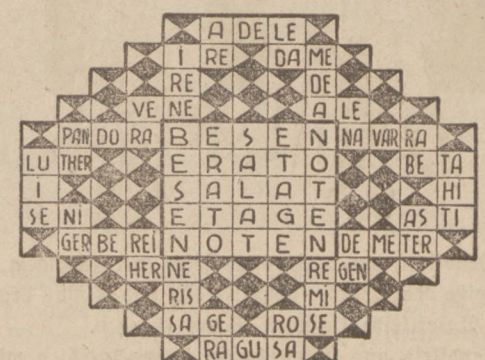 A DE LE
I RE DA ME
RE DE
VE NE A LE
PAN DO RA B E S E N NA VAR RA
LU THER E R A T O BE TA
I S A L A T HI
SE NI E T A G E AS TI
GER BE REI N O T E N DE ME TER
HER NE RE GEN
RIS MI
SA GE RO SE
RA GU SA